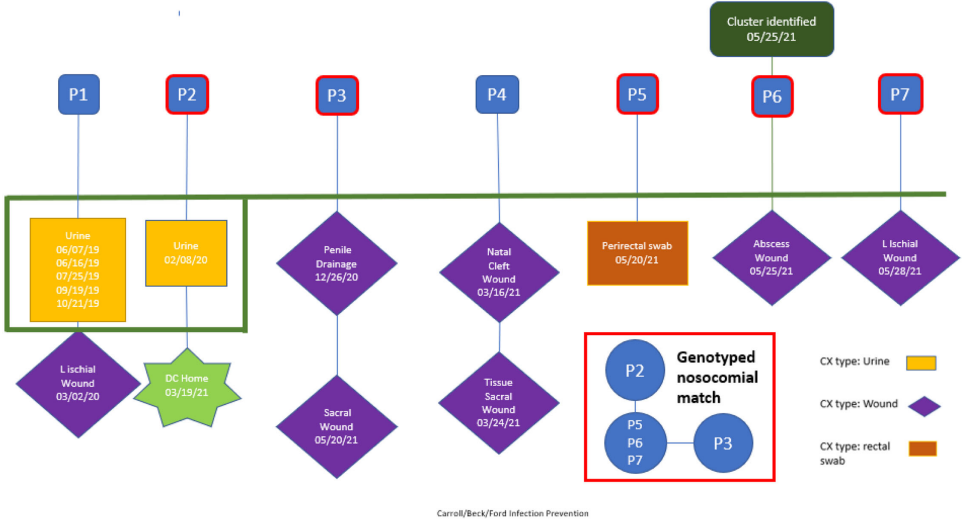 Cluster identified
05/25/21
P1
P2
P3
P4
P5
P6
P7
Urine
06/07/19
06/16/19
07/25/19
09/19/19
10/21/19
Urine
02/08/20
Penile
Drainage
12/26/20
Natal
Cleft
Wound
03/16/21
Perirectal swab
05/20/21
Abscess
Wound
05/25/21
L Ischial
Wound
05/28/21
L ischial
Wound
03/02/20
DC Home
03/19/21
Sacral
Wound
05/20/21
Tissue
Sacral
Wound
03/24/21
Genotyped
nosocomial
match
P2
P5
P6
P7
P3
CX type: Urine
CX type: Wound
CX type: rectal
swab
Carroll/Beck/Ford Infection Prevention